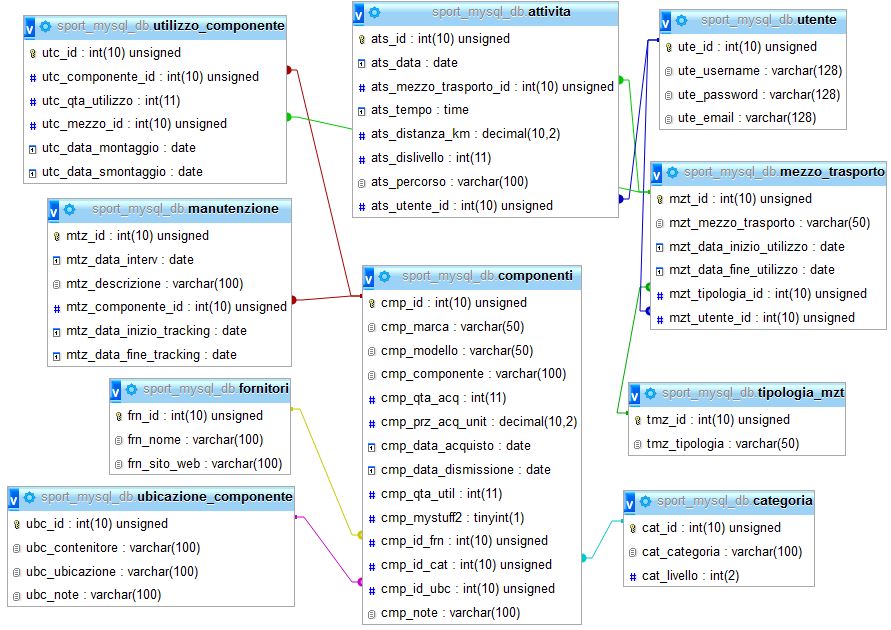 sport_mysql_db.utilizzo_componente
utc_id : int(10) unsigned
utc_componente_id : int(10) unsigned
utc_qta_utilizzo : int(11)
utc_mezzo_id : int(10) unsigned
utc_data_montaggio : date
utc_data_smontaggio : date
sport_mysql_db.attivita
ats_id : int(10) unsigned
ats_data : date
ats_mezzo_trasporto_id : int(10) unsigned
ats_tempo : time
ats_distanza_km : decimal(10,2)
ats_dislivello : int(11)
ats_percorso : varchar(100)
ats_utente_id : int(10) unsigned
sport_mysql_db.utente
ute_id : int(10) unsigned
ute_username : varchar(128)
ute_password : varchar(128)
ute_email : varchar(128)
sport_mysql_db.mezzo_trasporto
mzt_id : int(10) unsigned
mzt_mezzo_trasporto : varchar(50)
mzt_data_inizio_utilizzo : date
mzt_data_fine_utilizzo : date
mzt_tipologia_id : int(10) unsigned
mzt_utente_id : int(10) unsigned
sport_mysql_db.manutenzione
mtz_id : int(10) unsigned
mtz_data_interv : date
mtz_descrizione : varchar(100)
mtz_componente_id : int(10) unsigned
mtz_data_inizio_tracking : date
mtz_data_fine_tracking : date
sport_mysql_db.componenti
cmp_id : int(10) unsigned
cmp_marca : varchar(50)
cmp_modello : varchar(50)
cmp_componente : varchar(100)
cmp_qta_acq : int(11)
cmp_prz_acq_unit : decimal(10,2)
cmp_data_acquisto : date
cmp_data_dismissione : date
cmp_qta_util : int(11)
cmp_mystuff2 : tinyint(1)
cmp_id_frn : int(10) unsigned
cmp_id_cat : int(10) unsigned
cmp_id_ubc : int(10) unsigned
cmp_note : varchar(100)
sport_mysql_db.fornitori
frn_id : int(10) unsigned
frn_nome : varchar(100)
frn_sito_web : varchar(100)
sport_mysql_db.tipologia_mzt
tmz_id : int(10) unsigned
tmz_tipologia : varchar(50)
sport_mysql_db.ubicazione_componente
ubc_id : int(10) unsigned
ubc_contenitore : varchar(100)
ubc_ubicazione : varchar(100)
ubc_note : varchar(100)
sport_mysql_db.categoria
cat_id : int(10) unsigned
cat_categoria : varchar(100)
cat_livello : int(2)